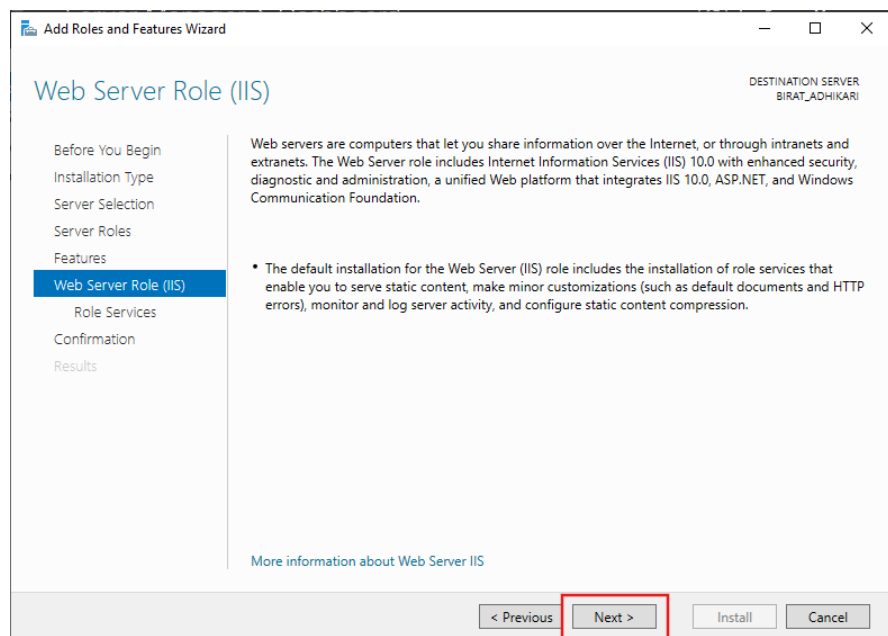 Add Roles and Features Wizard
Web Server Role (IIS)
DESTINATION SERVER
BIRAT_ADHIKARI
Before You Begin
Installation Type
Server Selection
Server Roles
Features
Web Server Role (IIS)
Role Services
Confirmation
Results
Web servers are computers that let you share information over the Internet, or through intranets and
extranets. The Web Server role includes Internet Information Services (IIS) 10.0 with enhanced security,
diagnostic and administration, a unified Web platform that integrates IIS 10.0, ASP.NET, and Windows
Communication Foundation.
• The default installation for the Web Server (IIS) role includes the installation of role services that
enable you to serve static content, make minor customizations (such as default documents and HTTP
errors), monitor and log server activity, and configure static content compression.
More information about Web Server IIS
< Previous
Next >
Install
Cancel